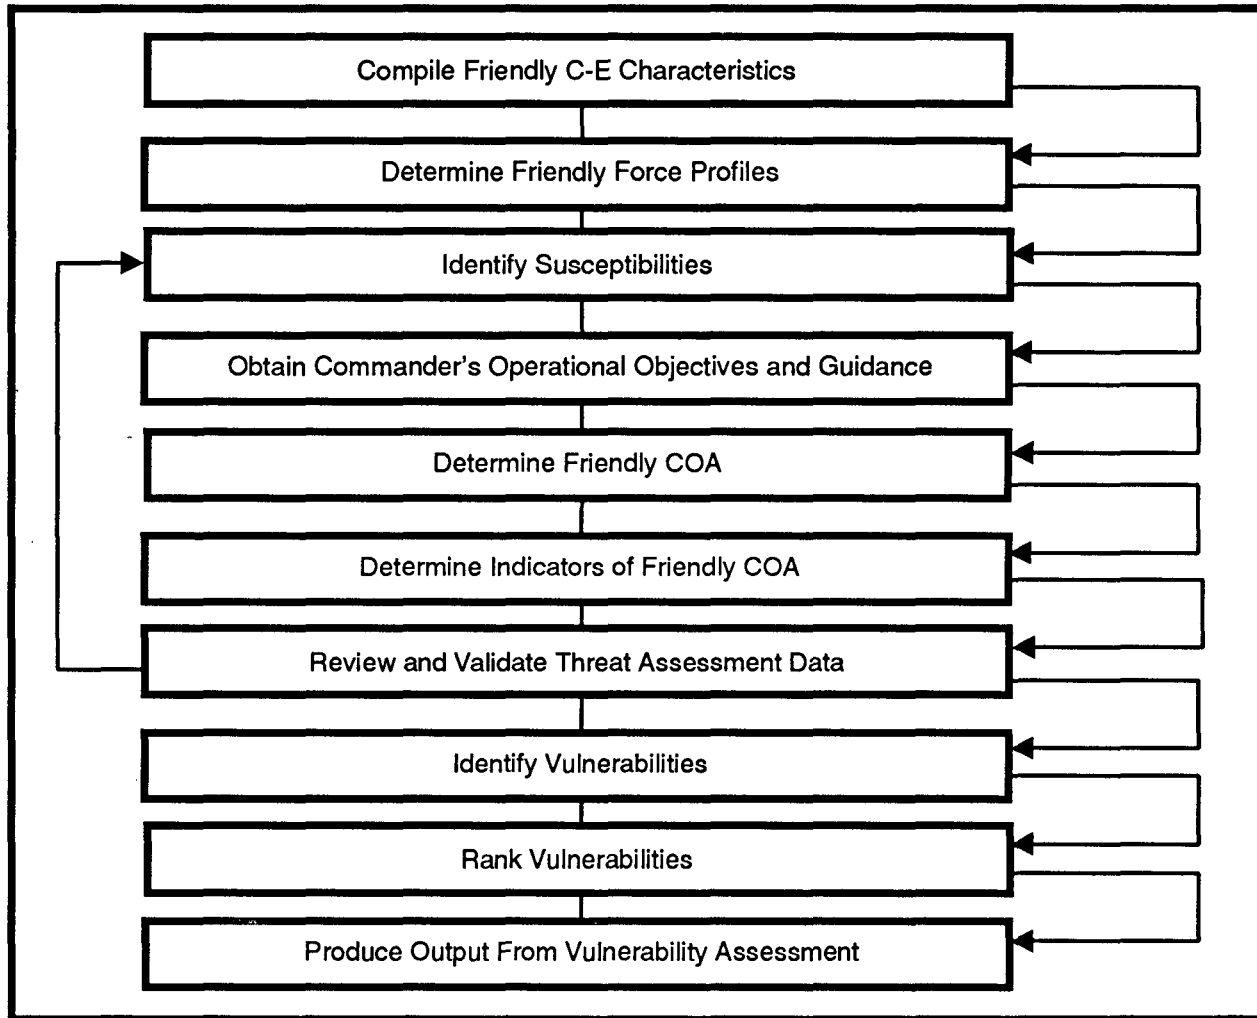 Compile Friendly C-E Characteristics
Determine Friendly Force Profiles
Identify Susceptibilities
Obtain Commander's Operational Objectives and Guidance
Determine Friendly COA
Determine Indicators of Friendly COA
Review and Validate Threat Assessment Data
Identify Vulnerabilities
Rank Vulnerabilities
Produce Output From Vulnerability Assessment